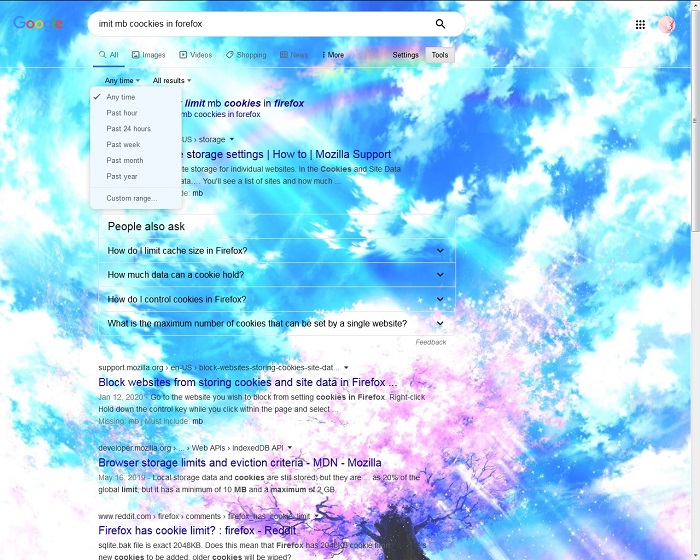 Google
imit mb coockies in forefox
All
Images
Videos
Shopping
News
More
Settings
Tools
Any time
All results
Any time
Past hour
Past 24 hours
Past week
Past month
Past year
Custom range...
limit mb cookies in firefox
mb coockies in forefox
US › storage
storage settings | How to | Mozilla Support
storage for individual websites. In the Cookies and Site Data
data.... You'll see a list of sites and how much ...
mb
People also ask
How do I limit cache size in Firefox?
How much data can a cookie hold?
How do I control cookies in Firefox?
What is the maximum number of cookies that can be set by a single website?
Feedback
support.mozilla.org › en-US › block-websites-storing-cookies-site-dat...
Block websites from storing cookies and site data in Firefox ...
Jan 12, 2020 - Go to the website you wish to block from setting cookies in Firefox. Right-click
Hold down the control key while you click within the page and select ...
Missing: mb | Must include: mb
developer.mozilla.org › ... › Web APIs › IndexedDB API
Browser storage limits and eviction criteria - MDN - Mozilla
May 16, 2019 - Local storage data and cookies are still stored, but they are ... as 20% of the
global limit, but it has a minimum of 10 MB and a maximum of 2 GB.
www.reddit.com › firefox › comments › firefox_has_cookie_limit
Firefox has cookie limit? : firefox - Reddit
sqlite.bak file is exact 2048KB. Does this mean that Firefox has 2048KB cookie
new cookies to be added, older cookies will be wiped?